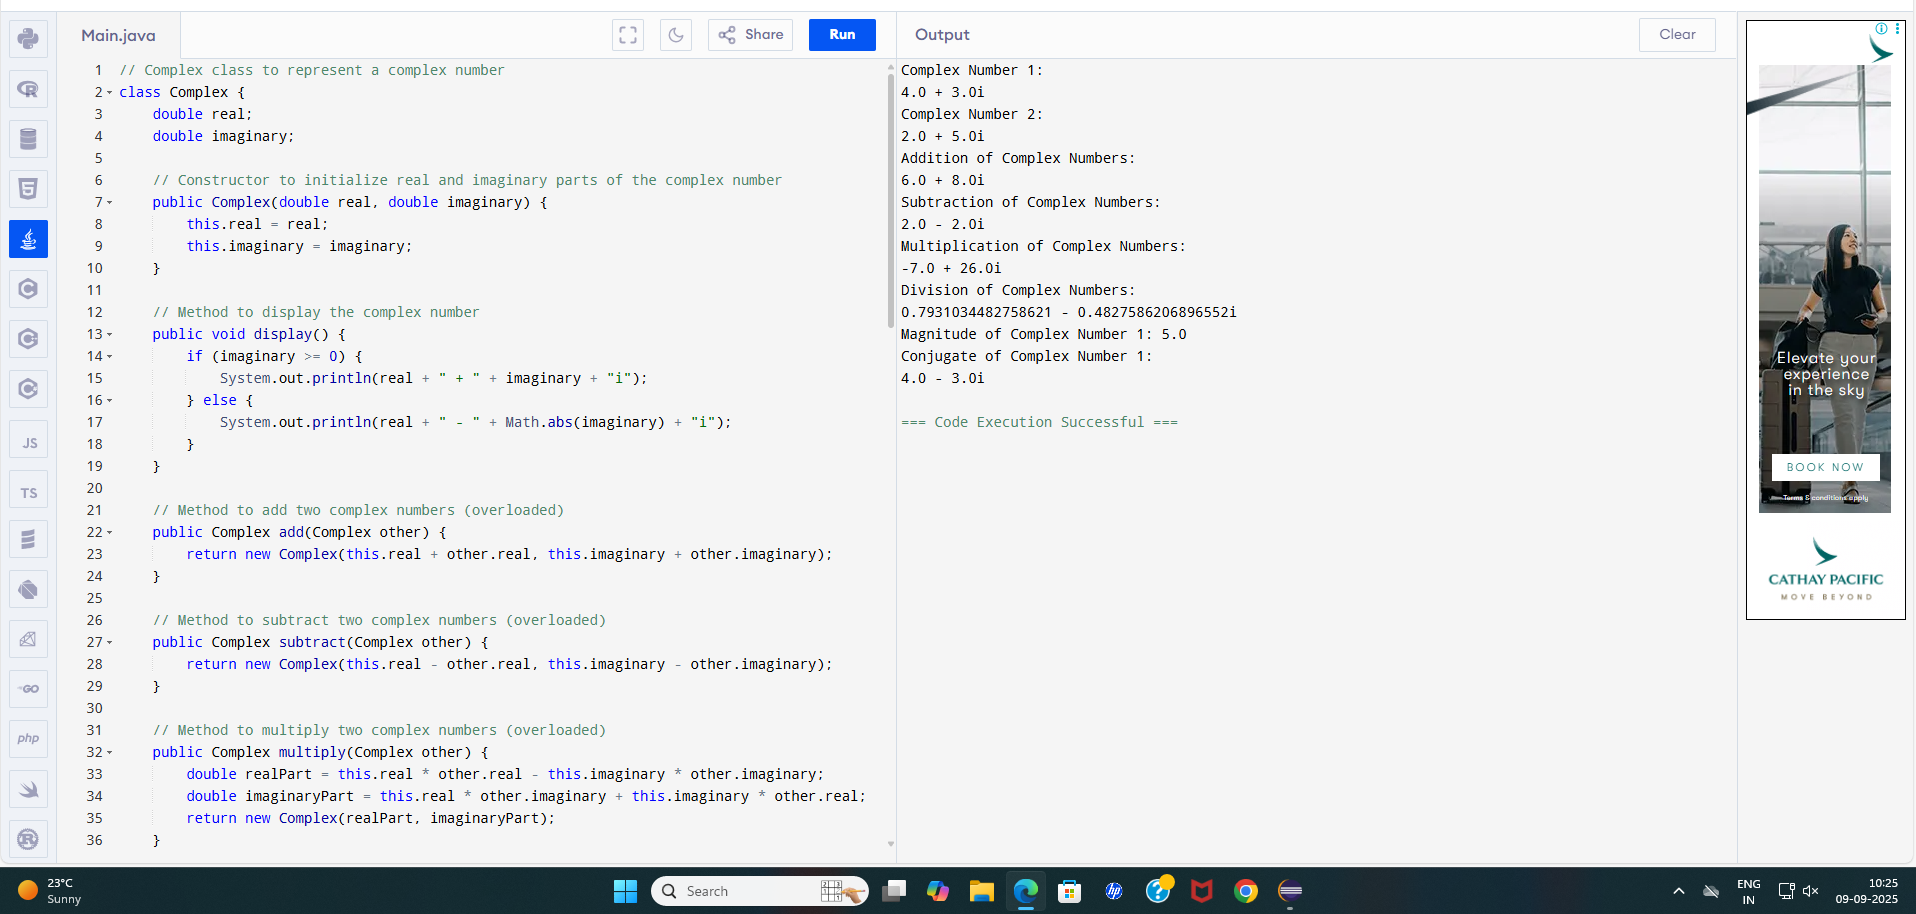 Main.java
Share
Run
1 // Complex class to represent a complex number
2 class Complex {
3 double real;
4 double imaginary;
5
6 // Constructor to initialize real and imaginary parts of the complex number
7 public Complex(double real, double imaginary) {
8 this.real = real;
9 this.imaginary = imaginary;
10 }
11
12 // Method to display the complex number
13 public void display() {
14 if (imaginary >= 0) {
15 System.out.println(real + " + " + imaginary + "i");
16 } else {
17 System.out.println(real + " - " + Math.abs(imaginary) + "i");
18 }
19 }
20
21 // Method to add two complex numbers (overloaded)
22 public Complex add(Complex other) {
23 return new Complex(this.real + other.real, this.imaginary + other.imaginary);
24 }
25
26 // Method to subtract two complex numbers (overloaded)
27 public Complex subtract(Complex other) {
28 return new Complex(this.real - other.real, this.imaginary - other.imaginary);
29 }
30
31 // Method to multiply two complex numbers (overloaded)
32 public Complex multiply(Complex other) {
33 double realPart = this.real * other.real - this.imaginary * other.imaginary;
34 double imaginaryPart = this.real * other.imaginary + this.imaginary * other.real;
35 return new Complex(realPart, imaginaryPart);
36 }
Output
Clear
Complex Number 1:
4.0 + 3.0i
Complex Number 2:
2.0 + 5.0i
Addition of Complex Numbers:
6.0 + 8.0i
Subtraction of Complex Numbers:
2.0 - 2.0i
Multiplication of Complex Numbers:
-7.0 + 26.0i
Division of Complex Numbers:
0.7931034482758621 - 0.4827586206896552i
Magnitude of Complex Number 1: 5.0
Conjugate of Complex Number 1:
4.0 - 3.0i
=== Code Execution Successful ===
R
5
C
C
C
JS
TS
GO
php
R
Elevate your
experience
in the sky
BOOK NOW
Terms & conditions apply
CATHAY PACIFIC
MOVE BEYOND
23°C
Sunny
Search
hp
?
ENG
IN
10:25
09-09-2025